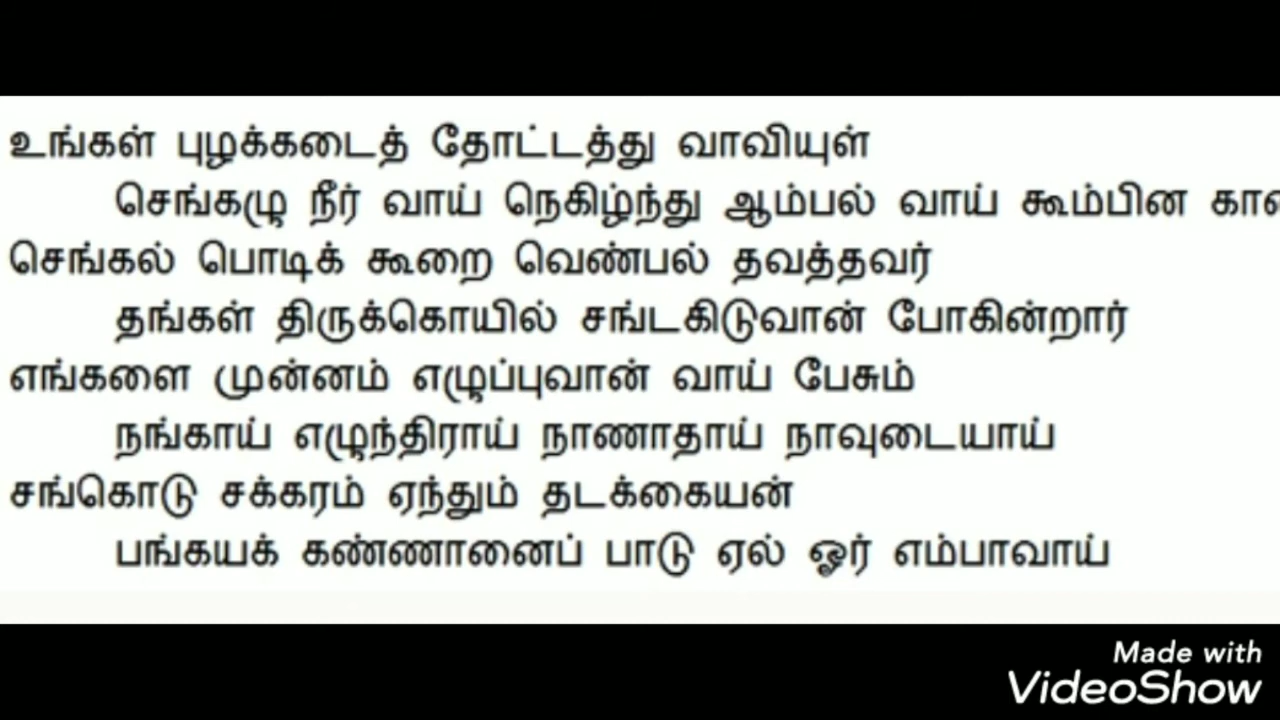 உங்கள் புழக்கடைத் தோட்டத்து வாவியுள்
செங்கழு நீர் வாய் நெகிழ்ந்து ஆம்பல் வாய் கூம்பின
செங்கல் பொடிக் கூறை வெண்பல் தவத்தவர்
தங்கள் திருக்கொயில் சங்டகிடுவான் போகின்றார்
எங்களை முன்னம் எழுப்புவான் வாய் பேசும்
நங்காய் எழுந்திராய் நாணாதாய் நாவுடையாய்
சங்கொடு சக்கரம் ஏந்தும் தடக்கையன்
பங்கயக் கண்ணானைப் பாடு ஏல் ஓர் எம்பாவாய்
Made with
VideoShow